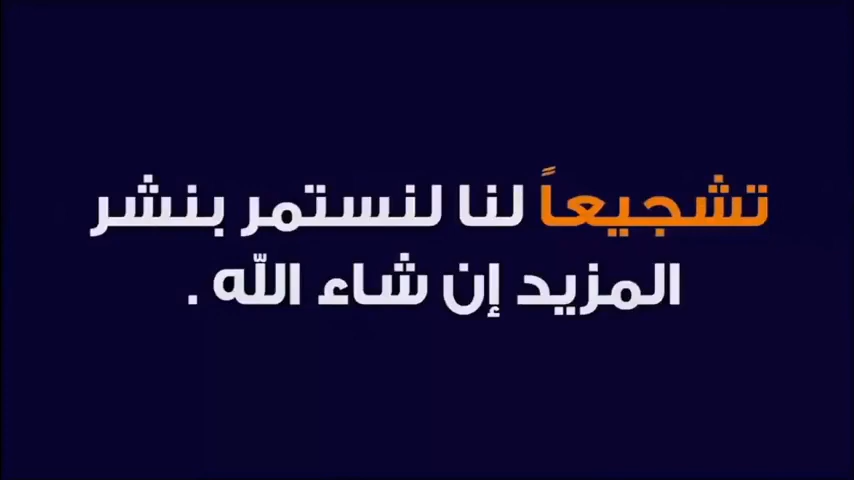 تشجيعاً لنا لنستمر بنشر
المزيد إن شاء الله .